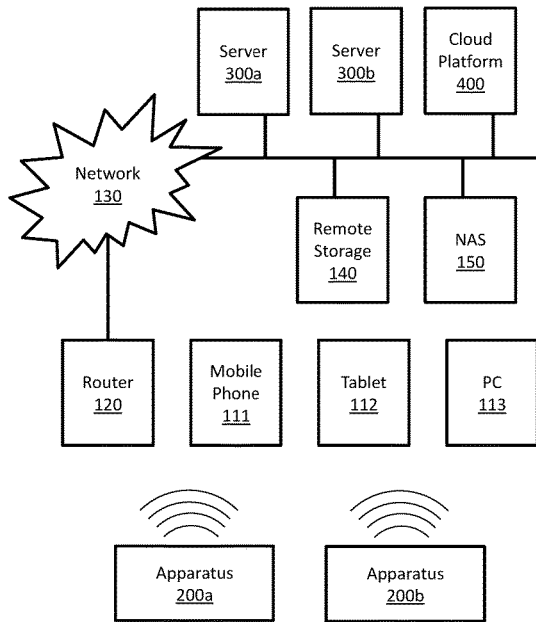 Server
300a
Server
300b
Cloud
Platform
400
Network
130
Remote
Storage
140
NAS
150
Router
120
Mobile
Phone
111
Tablet
112
PC
113
Apparatus
200a
Apparatus
200b